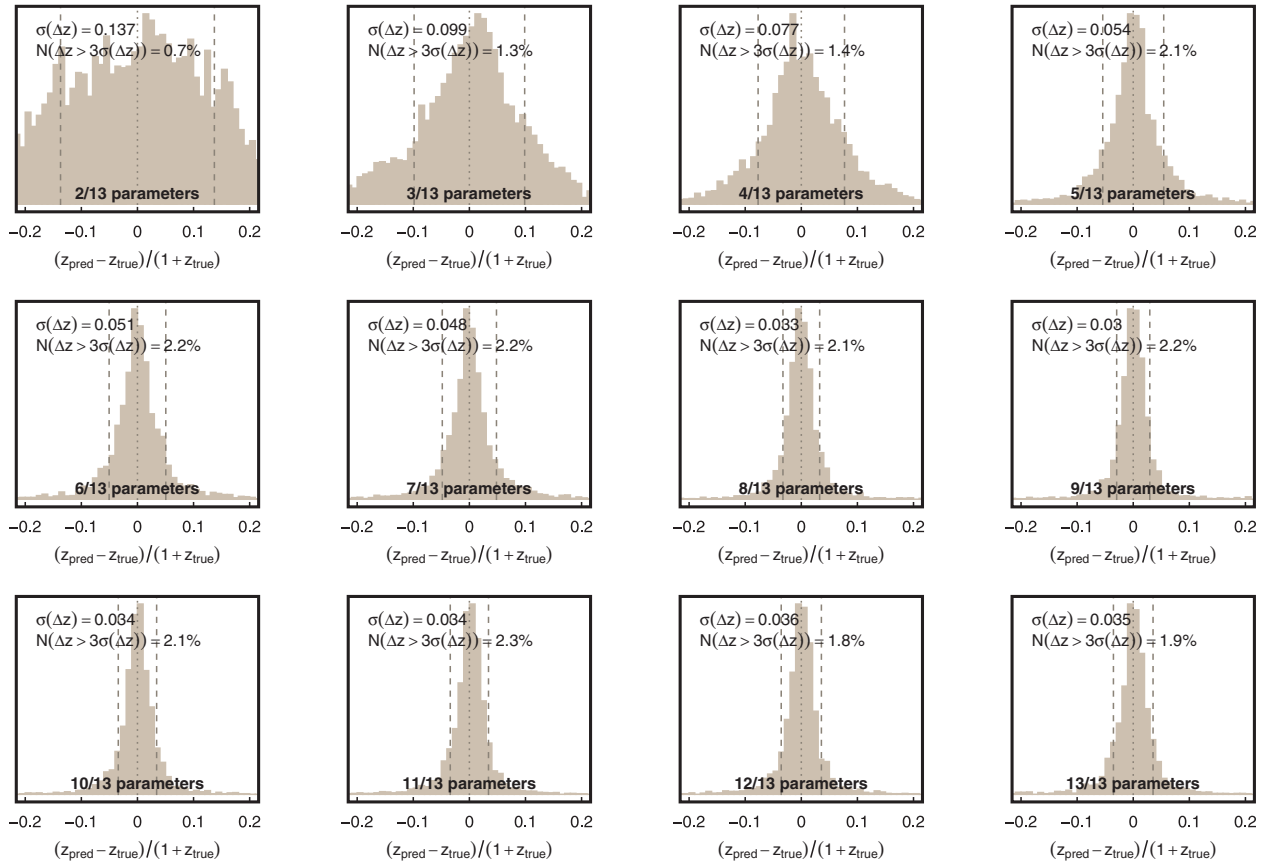 σ(Δz) = 0.137
N(Δz > 3σ(Δz)) = 0.7%
2/13 parameters
−0.2 −0.1 0 0.1 0.2
(zpred − ztrue)/(1 + ztrue)
σ(Δz) = 0.099
N(Δz > 3σ(Δz)) = 1.3%
3/13 parameters
−0.2 −0.1 0 0.1 0.2
(zpred − ztrue)/(1 + ztrue)
σ(Δz) = 0.077
N(Δz > 3σ(Δz)) = 1.4%
4/13 parameters
−0.2 −0.1 0 0.1 0.2
(zpred − ztrue)/(1 + ztrue)
σ(Δz) = 0.054
N(Δz > 3σ(Δz)) = 2.1%
5/13 parameters
−0.2 −0.1 0 0.1 0.2
(zpred − ztrue)/(1 + ztrue)
σ(Δz) = 0.051
N(Δz > 3σ(Δz)) = 2.2%
6/13 parameters
−0.2 −0.1 0 0.1 0.2
(zpred − ztrue)/(1 + ztrue)
σ(Δz) = 0.048
N(Δz > 3σ(Δz)) = 2.2%
7/13 parameters
−0.2 −0.1 0 0.1 0.2
(zpred − ztrue)/(1 + ztrue)
σ(Δz) = 0.033
N(Δz > 3σ(Δz)) = 2.1%
8/13 parameters
−0.2 −0.1 0 0.1 0.2
(zpred − ztrue)/(1 + ztrue)
σ(Δz) = 0.03
N(Δz > 3σ(Δz)) = 2.2%
9/13 parameters
−0.2 −0.1 0 0.1 0.2
(zpred − ztrue)/(1 + ztrue)
σ(Δz) = 0.034
N(Δz > 3σ(Δz)) = 2.1%
10/13 parameters
−0.2 −0.1 0 0.1 0.2
(zpred − ztrue)/(1 + ztrue)
σ(Δz) = 0.034
N(Δz > 3σ(Δz)) = 2.3%
11/13 parameters
−0.2 −0.1 0 0.1 0.2
(zpred − ztrue)/(1 + ztrue)
σ(Δz) = 0.036
N(Δz > 3σ(Δz)) = 1.8%
12/13 parameters
−0.2 −0.1 0 0.1 0.2
(zpred − ztrue)/(1 + ztrue)
σ(Δz) = 0.035
N(Δz > 3σ(Δz)) = 1.9%
13/13 parameters
−0.2 −0.1 0 0.1 0.2
(zpred − ztrue)/(1 + ztrue)